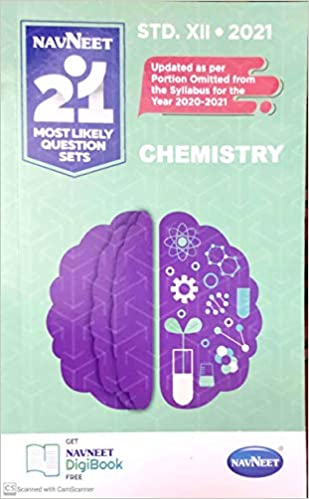 NAVNEET
21
MOST LIKELY
QUESTION
SETS
STD. XII • 2021
Updated as per
Portion Omitted from
the Syllabus for the
Year 2020-2021
CHEMISTRY
GET
NAVNEET
DigiBook
FREE
NAVNEET
CS Scanned with CamScanner